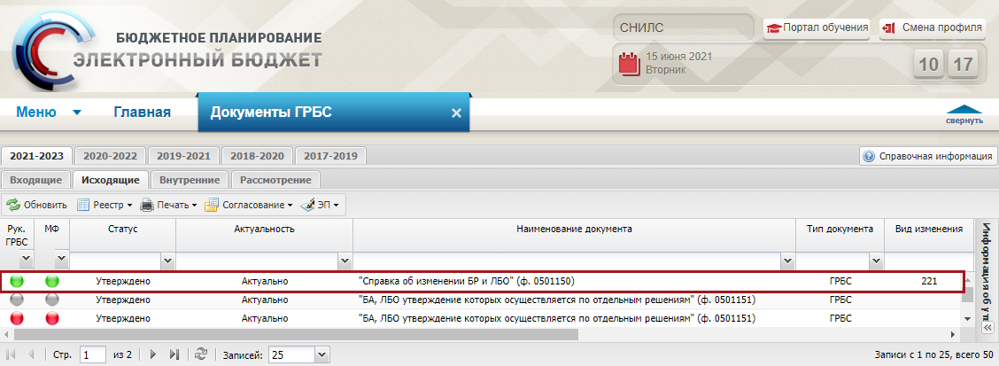 БЮДЖЕТНОЕ ПЛАНИРОВАНИЕ
ЭЛЕКТРОННЫЙ БЮДЖЕТ
СНИЛС
Портал обучения
Смена профиля
15 июня 2021
Вторник
10 17
Меню
Главная
Документы ГРБС
свернуть
2021-2023 2020-2022 2019-2021 2018-2020 2017-2019
Справочная информация
Входящие Исходящие Внутренние Рассмотрение
Обновить Реестр Печать Согласование ЭП
Рук. ГРБС МФ Статус Актуальность Наименование документа Тип документа Вид изменения
Утверждено Актуально "Справка об изменении БР и ЛБО" (ф. 0501150) ГРБС 221
Утверждено Актуально "БА, ЛБО утверждение которых осуществляется по отдельным решениям" (ф. 0501151) ГРБС
Утверждено Актуально "БА, ЛБО утверждение которых осуществляется по отдельным решениям" (ф. 0501151) ГРБС
Информация об ут
Стр. 1 из 2 Записей: 25
Записи с 1 по 25, всего 50